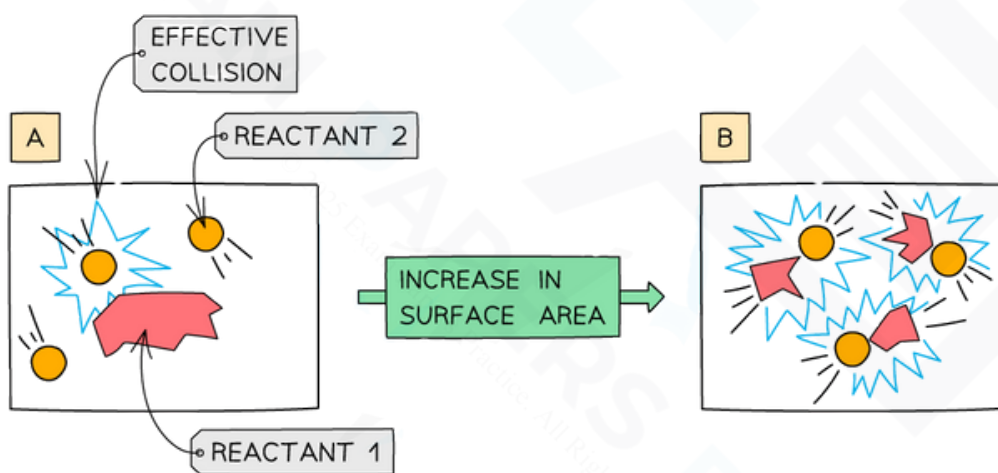 EFFECTIVE
COLLISION
A
REACTANT 2
B
INCREASE IN
SURFACE AREA
REACTANT 1